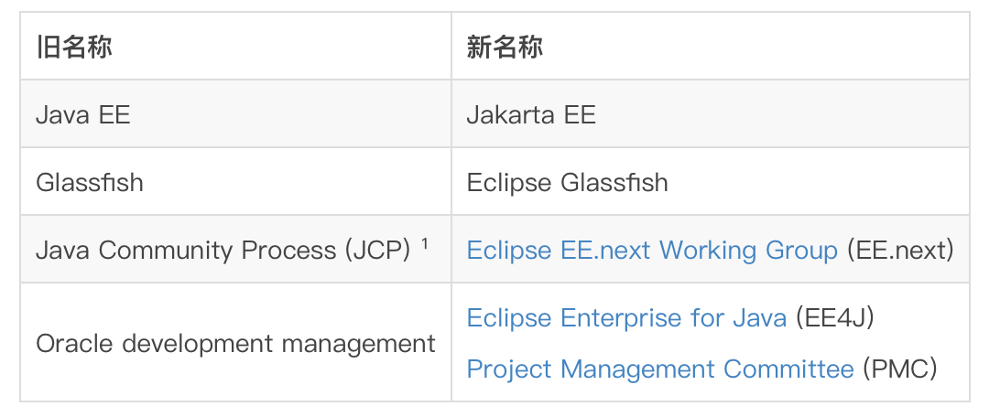 旧名称 新名称
Java EE Jakarta EE
Glassfish Eclipse Glassfish
Java Community Process (JCP) ¹ Eclipse EE.next Working Group (EE.next)
Oracle development management Eclipse Enterprise for Java (EE4J)
Project Management Committee (PMC)